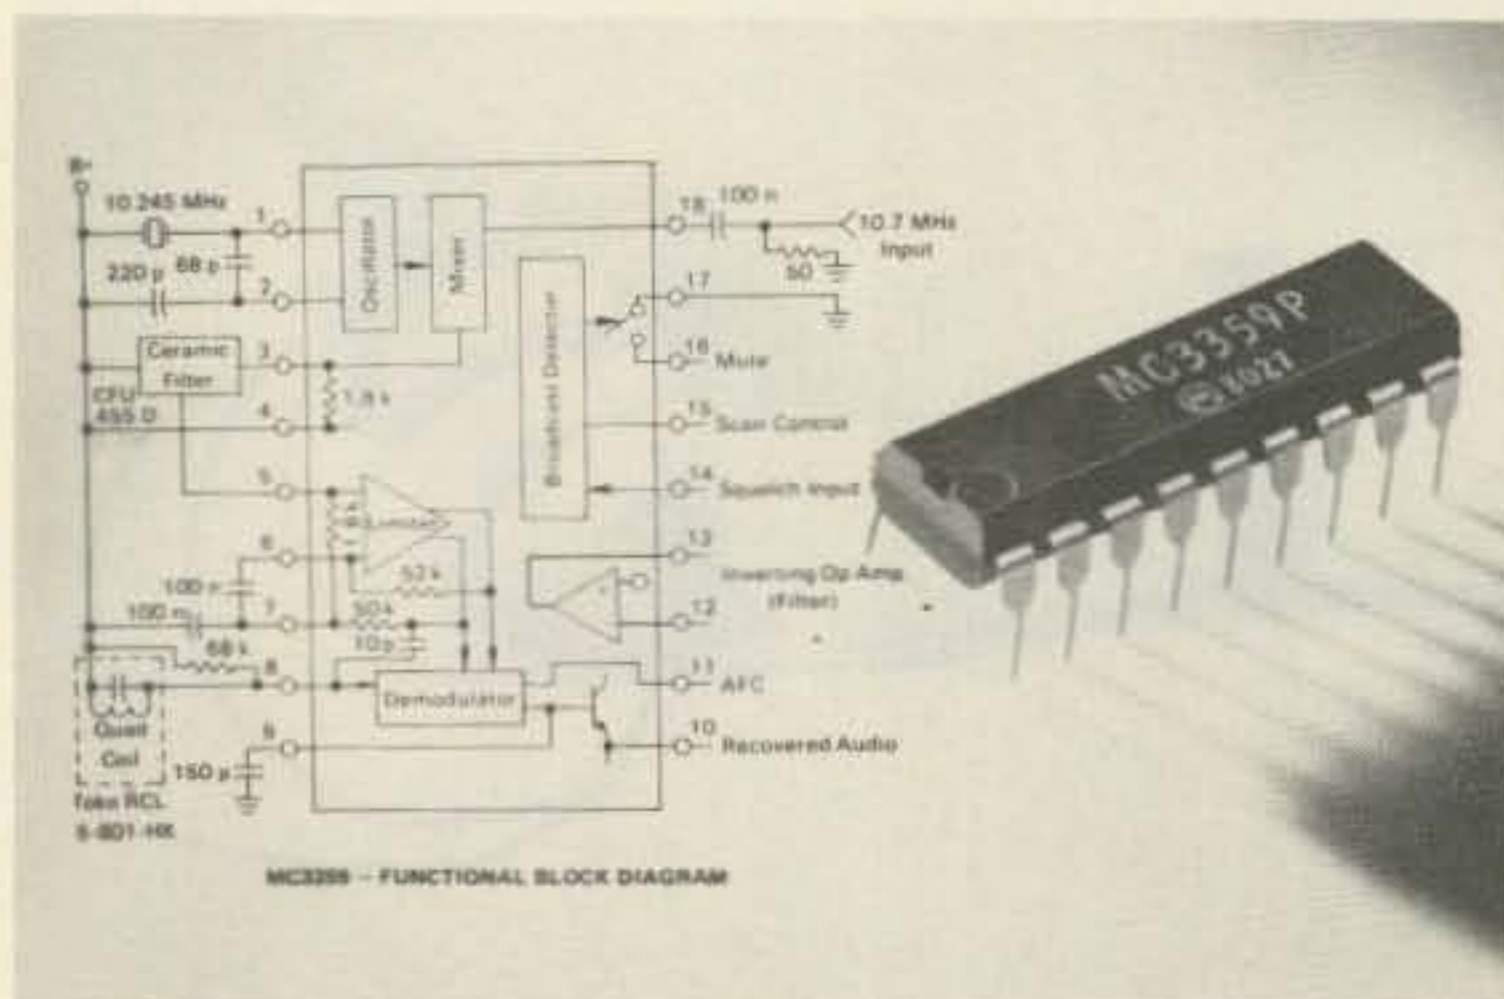 B+
10.245 MHz
220 p
68 p
1
2
Ceramic
Filter
CFU
455 D
3
4
5
6
100 n
100 n
7
68 k
8
Quad
Coil
Toko RCL
9
150 p
Oscillator
Mixer
1.8 k
Limiter
52 k
50 k
10 p
Demodulator
Broadcast Detector
18
100 n
10.7 MHz
Input
50
17
16
Mute
15
Scan Control
14
Squelch Input
13
Inverting Op Amp
(Filter)
12
11
AFC
10
Recovered Audio
MC3359 – FUNCTIONAL BLOCK DIAGRAM
MC3359P
8027